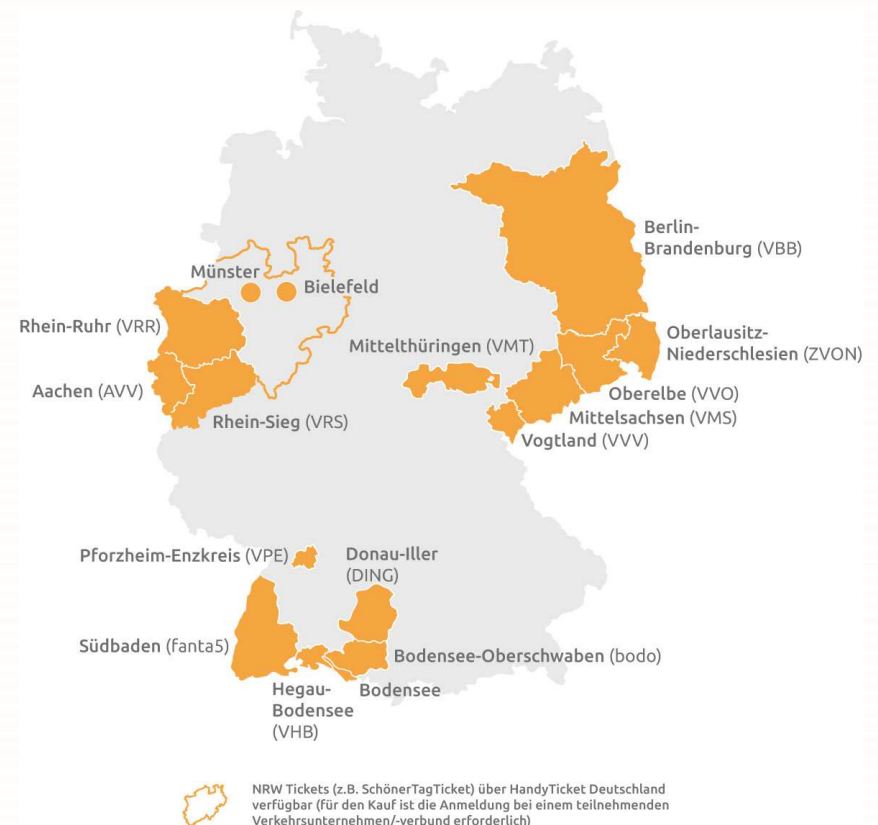 Berlin-
Brandenburg (VBB)
Münster
Bielefeld
Rhein-Ruhr (VRR)
Mittelthüringen (VMT)
Oberlausitz-
Niederschlesien (ZVON)
Aachen (AVV)
Oberelbe (VVO)
Rhein-Sieg (VRS)
Mittelsachsen (VMS)
Vogtland (VVV)
Pforzheim-Enzkreis (VPE)
Donau-Iller
(DING)
Südbaden (fanta5)
Bodensee-Oberschwaben (bodo)
Hegau-
Bodensee
(VHB)
Bodensee
NRW Tickets (z.B. SchönerTagTicket) über HandyTicket Deutschland
verfügbar (für den Kauf ist die Anmeldung bei einem teilnehmenden
Verkehrsunternehmen/-verbund erforderlich)